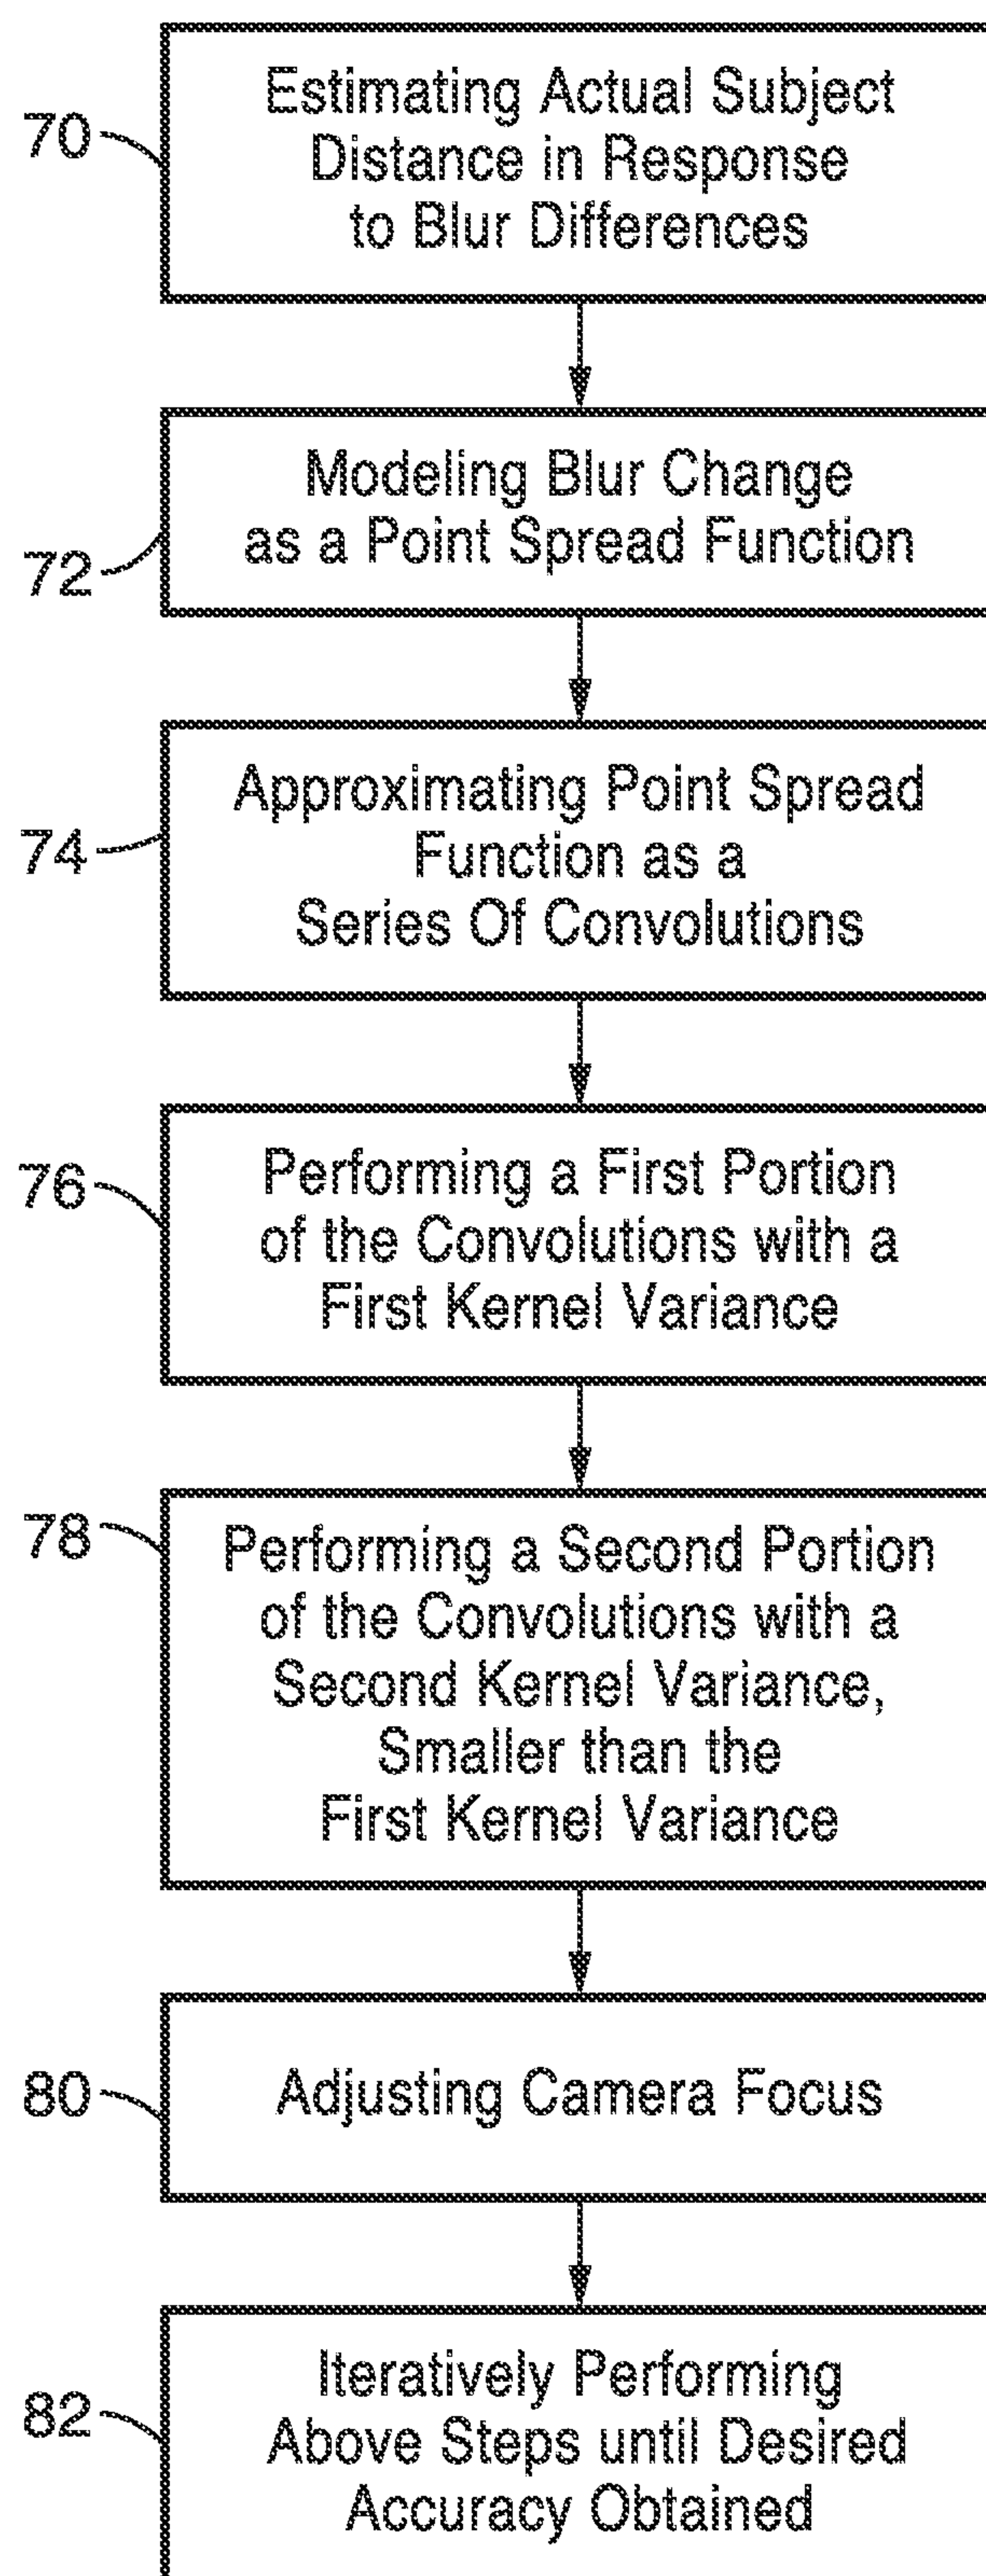 70
Estimating Actual Subject
Distance in Response
to Blur Differences
Modeling Blur Change
as a Point Spread Function
72
Approximating Point Spread
Function as a
Series Of Convolutions
74
76
Performing a First Portion
of the Convolutions with a
First Kernel Variance
78
Performing a Second Portion
of the Convolutions with a
Second Kernel Variance,
Smaller than the
First Kernel Variance
80
Adjusting Camera Focus
82
Iteratively Performing
Above Steps until Desired
Accuracy Obtained